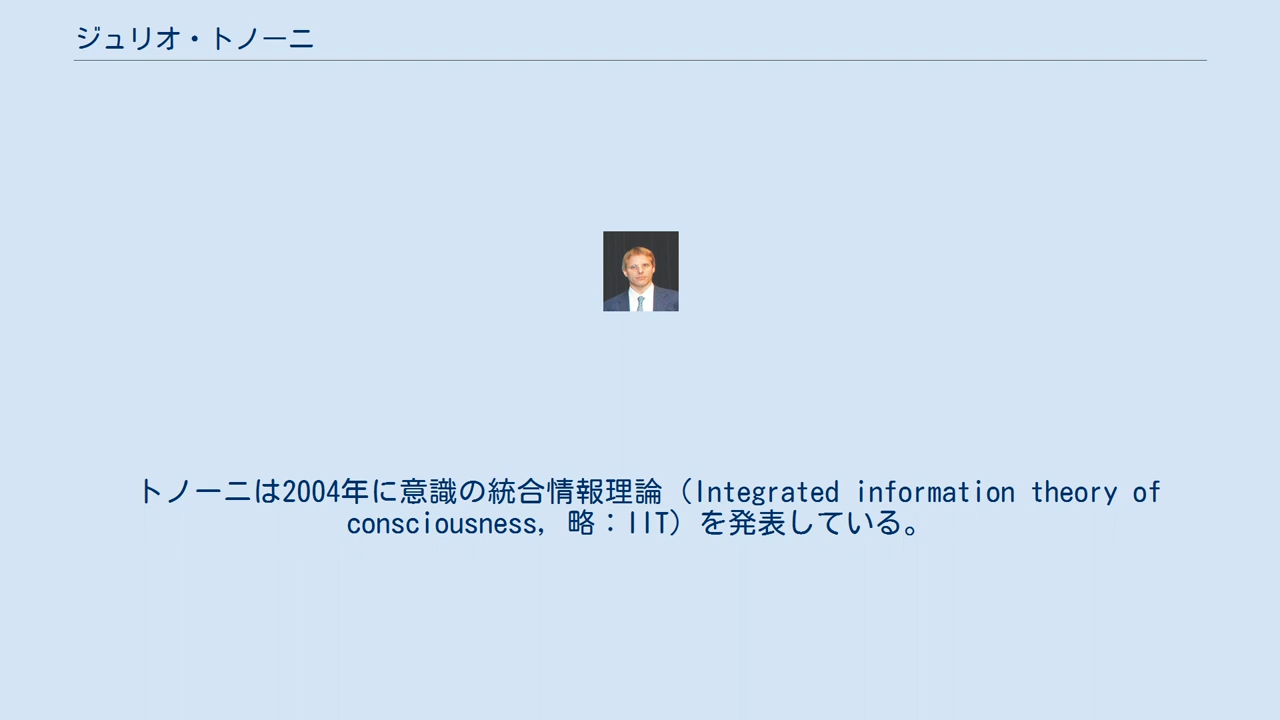 ジュリオ・トノーニ
トノーニは2004年に意識の統合情報理論（Integrated information theory of
consciousness, 略：IIT）を発表している。